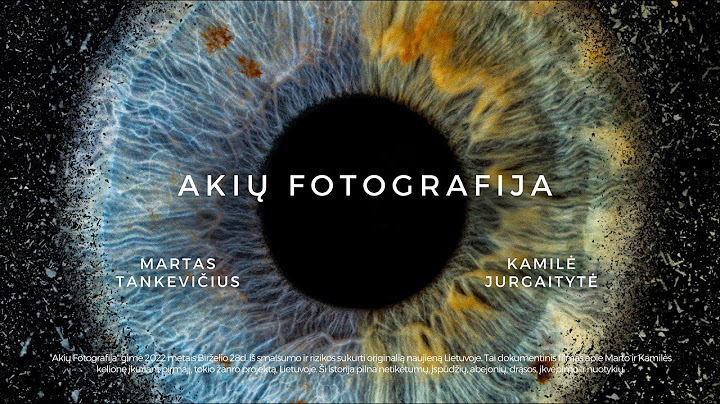 AKIŲ FOTOGRAFIJA
MARTAS
TANKEVIČIUS
KAMILĖ
JURGAITYTĖ
"Akių Fotografija" gimė 2022 metais Birželio 28d. iš smalsumo ir rizikos sukurti originalią naujieną Lietuvoje. Tai dokumentinis filmas apie Marto ir Kamilės
kelionę įkuriant pirmąjį, tokio žanro projektą, Lietuvoje. Ši istorija pilna netikėtumų, įspūdžių, abejonių, drąsos, įkvėpimo ir nuotykių.